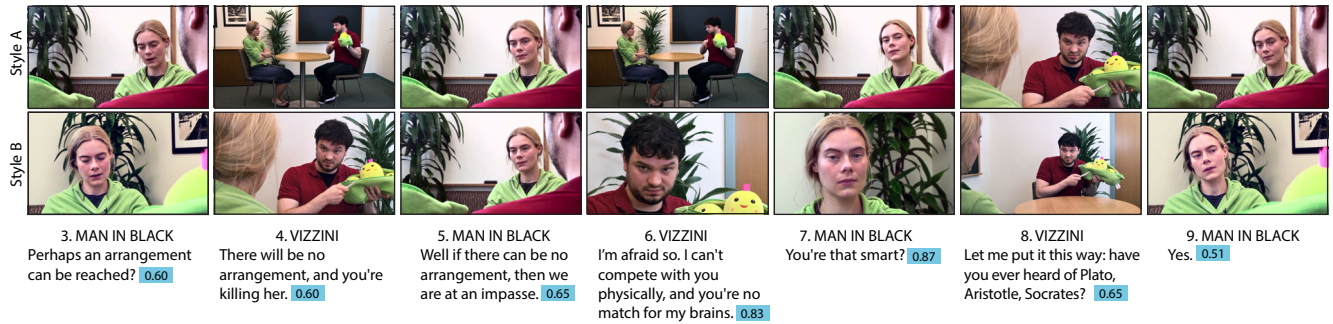 Style A
Style B
3. MAN IN BLACK
Perhaps an arrangement
can be reached? 0.60
4. VIZZINI
There will be no
arrangement, and you're
killing her. 0.60
5. MAN IN BLACK
Well if there can be no
arrangement, then we
are at an impasse. 0.65
6. VIZZINI
I'm afraid so. I can't
compete with you
physically, and you're no
match for my brains. 0.83
7. MAN IN BLACK
You're that smart? 0.87
8. VIZZINI
Let me put it this way: have
you ever heard of Plato,
Aristotle, Socrates? 0.65
9. MAN IN BLACK
Yes. 0.51